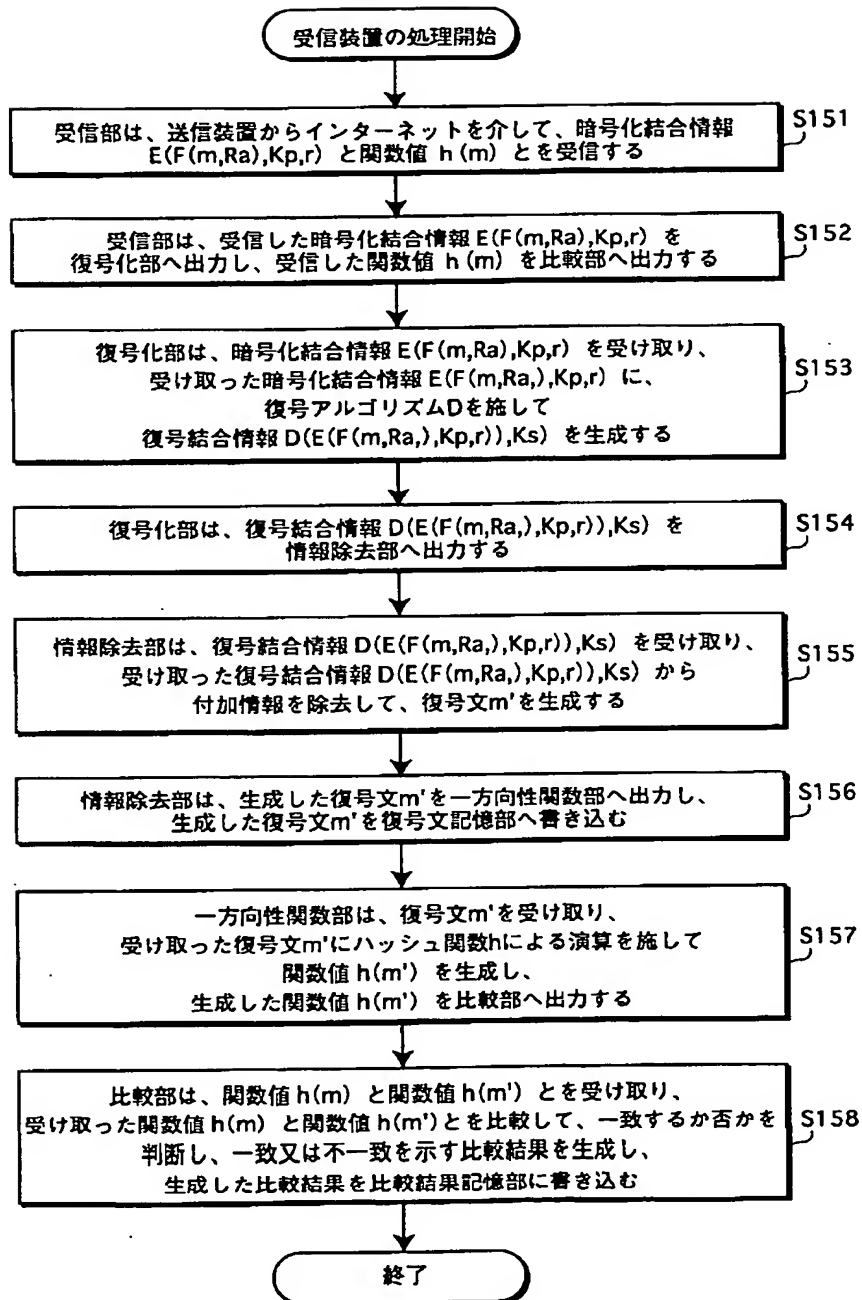 受信装置の処理開始
受信部は、送信装置からインターネットを介して、暗号化結合情報
E(F(m,Ra),Kp,r) と関数値 h(m) とを受信する
S151
受信部は、受信した暗号化結合情報 E(F(m,Ra),Kp,r) を
復号化部へ出力し、受信した関数値 h(m) を比較部へ出力する
S152
復号化部は、暗号化結合情報 E(F(m,Ra),Kp,r) を受け取り、
受け取った暗号化結合情報 E(F(m,Ra,),Kp,r) に、
復号アルゴリズムDを施して
復号結合情報 D(E(F(m,Ra,),Kp,r)),Ks) を生成する
S153
復号化部は、復号結合情報 D(E(F(m,Ra,),Kp,r)),Ks) を
情報除去部へ出力する
S154
情報除去部は、復号結合情報 D(E(F(m,Ra,),Kp,r)),Ks) を受け取り、
受け取った復号結合情報 D(E(F(m,Ra,),Kp,r)),Ks) から
付加情報を除去して、復号文m'を生成する
S155
情報除去部は、生成した復号文m'を一方向性関数部へ出力し、
生成した復号文m'を復号文記憶部へ書き込む
S156
一方向性関数部は、復号文m'を受け取り、
受け取った復号文m'にハッシュ関数hによる演算を施して
関数値 h(m') を生成し、
生成した関数値 h(m') を比較部へ出力する
S157
比較部は、関数値 h(m) と関数値 h(m') とを受け取り、
受け取った関数値 h(m) と関数値 h(m')とを比較して、一致するか否かを
判断し、一致又は不一致を示す比較結果を生成し、
生成した比較結果を比較結果記憶部に書き込む
S158
終了